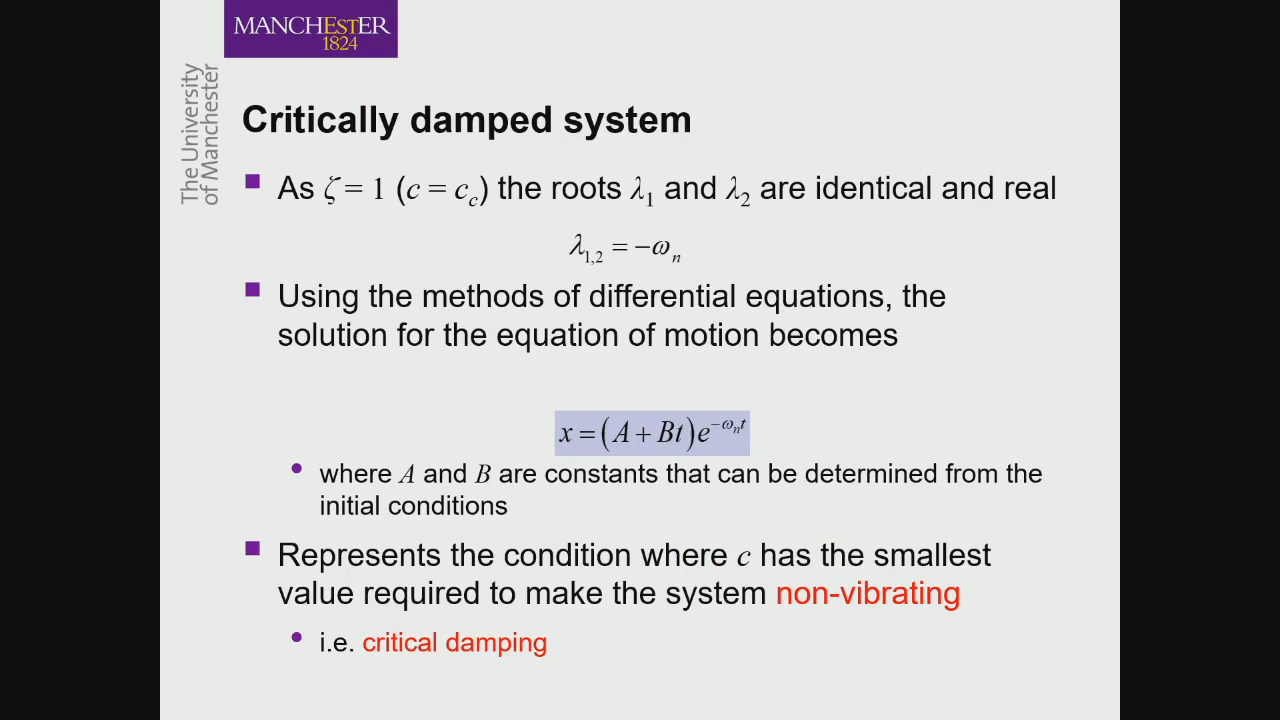 MANCHESTER
1824
The University
of Manchester
Critically damped system
As ζ = 1 (c = c_c) the roots λ₁ and λ₂ are identical and real
λ₁,₂ = −ω_n
Using the methods of differential equations, the
solution for the equation of motion becomes
x = (A + Bt)e^{−ω_n t}
where A and B are constants that can be determined from the
initial conditions
Represents the condition where c has the smallest
value required to make the system non-vibrating
i.e. critical damping